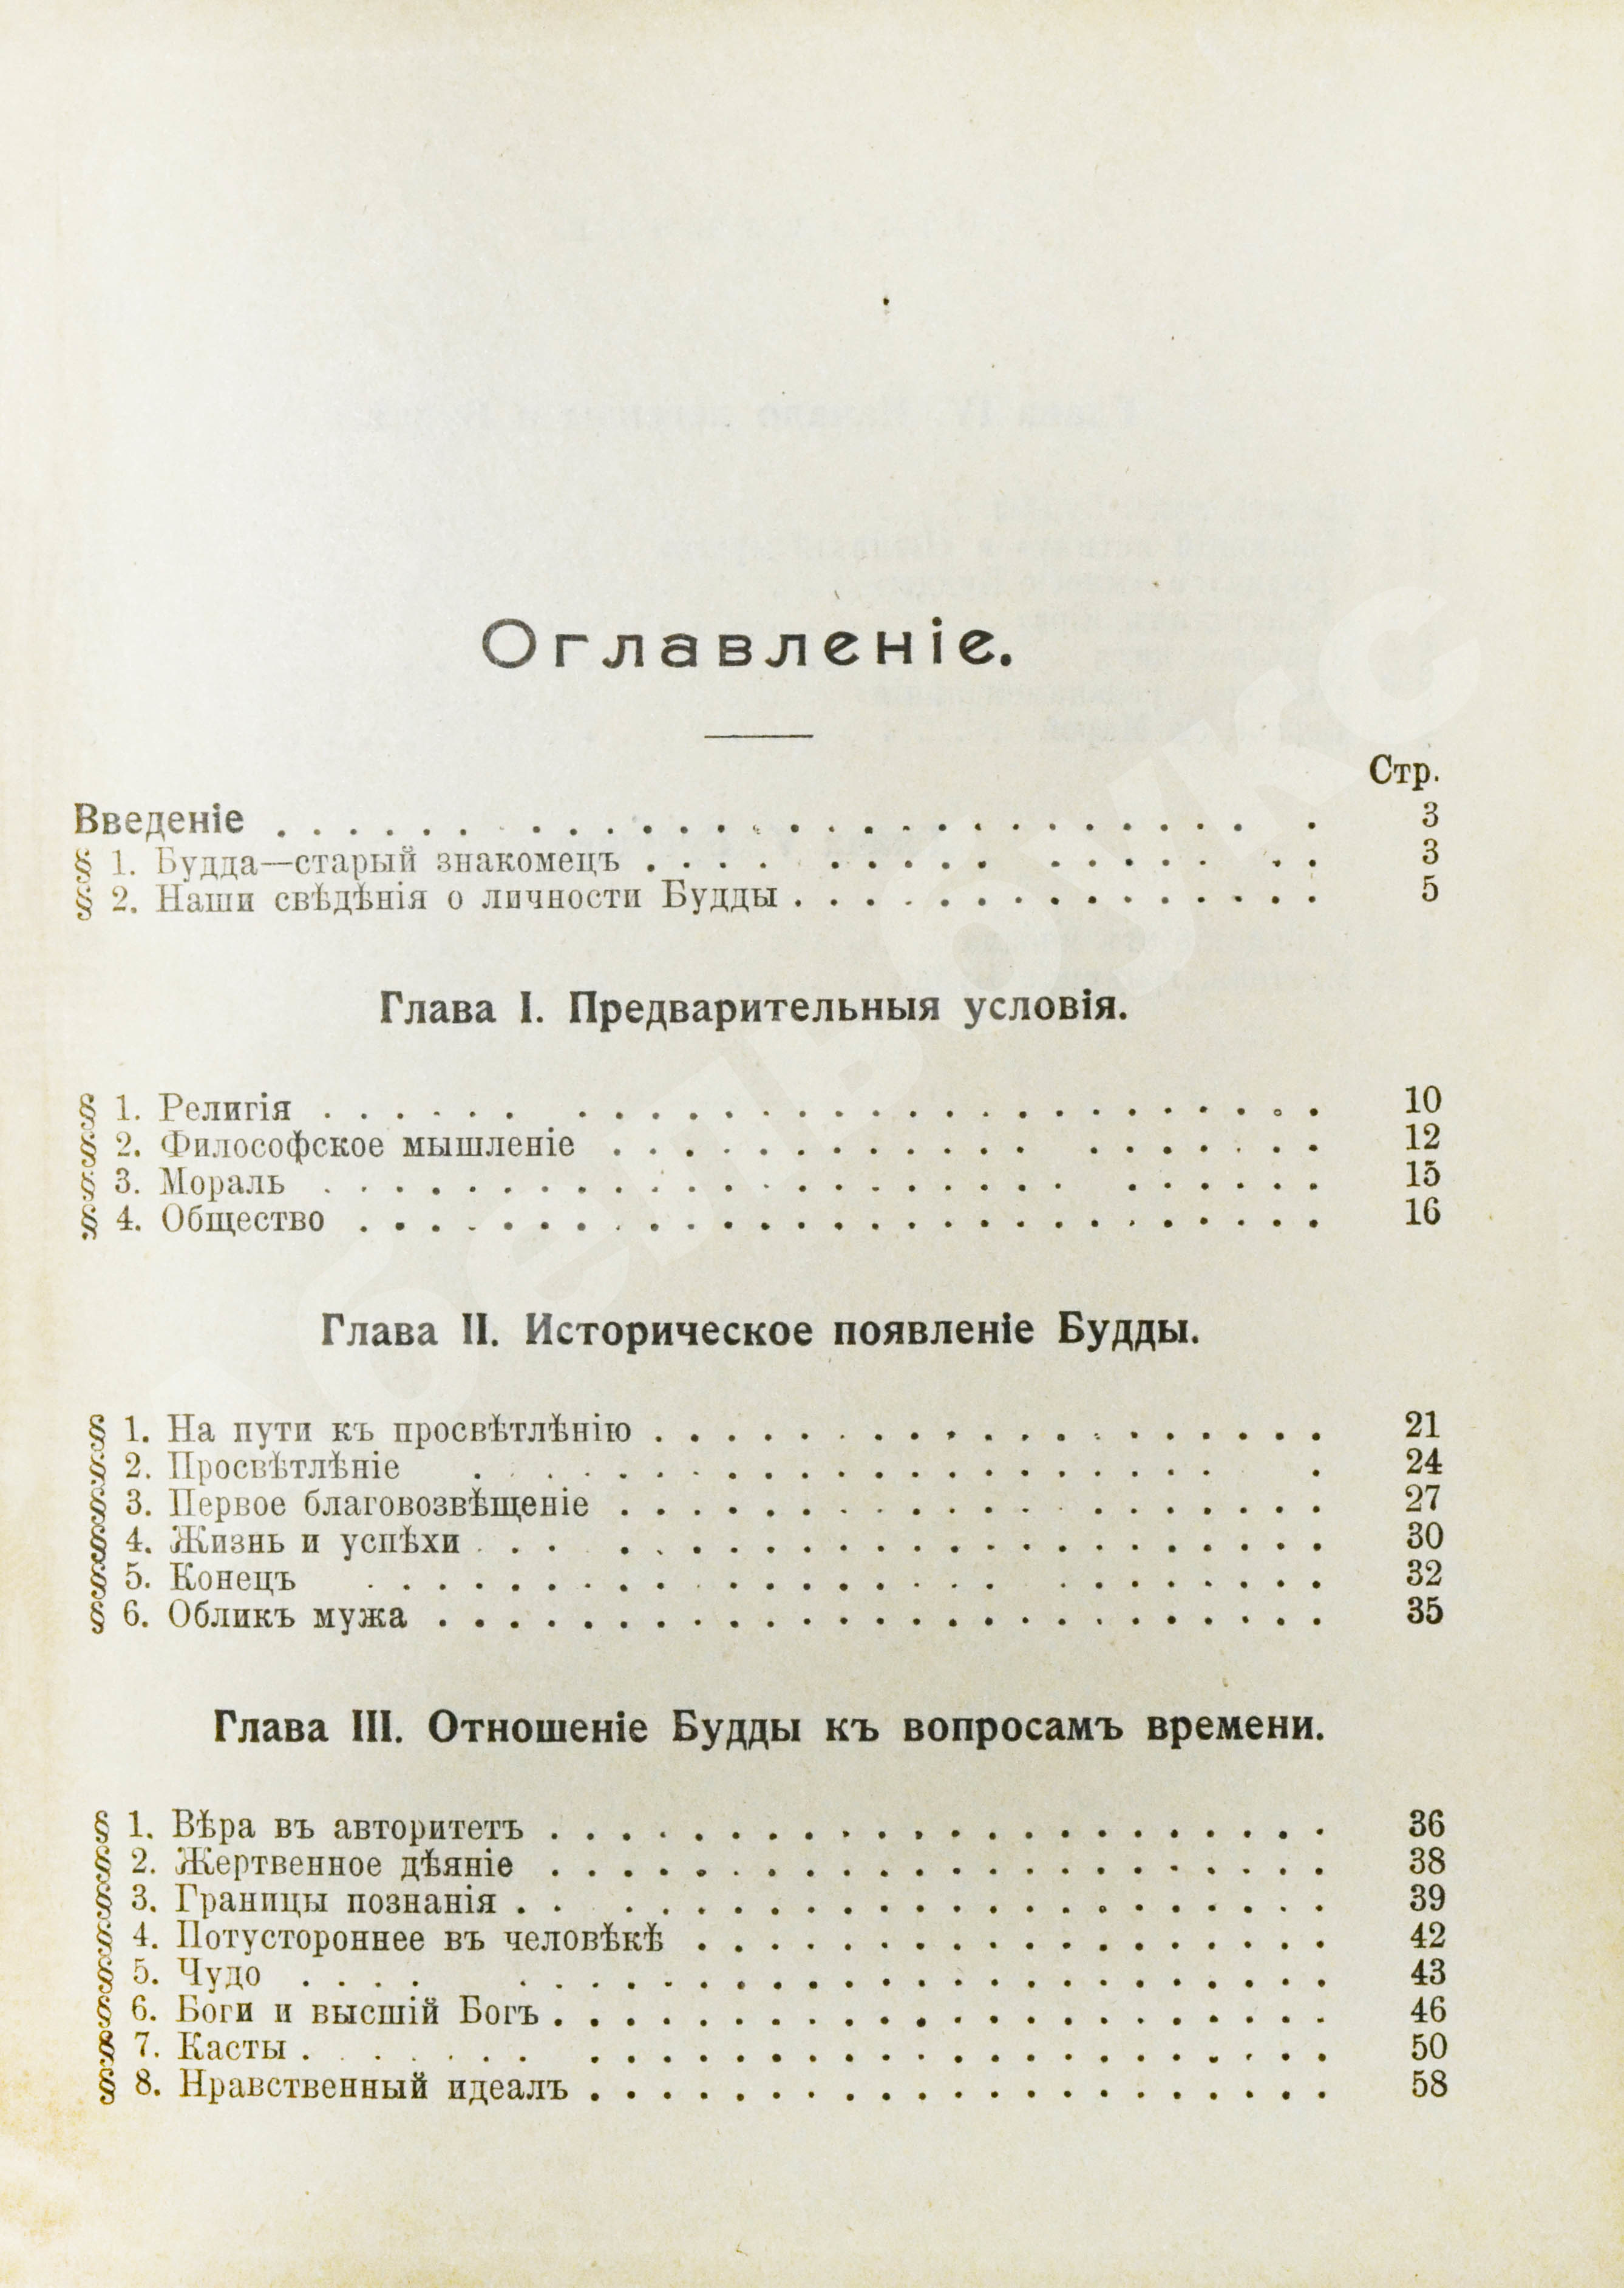 Оглавленіе.
Стр.
Введеніе . . . . . . . . . . . . . . . . . . . . . . . . . . 3
§ 1. Будда—старый знакомецъ . . . . . . . . . . . . . . . . 3
§ 2. Наши свѣдѣнія о личности Будды . . . . . . . . . . . . . . . 5
Глава I. Предварительныя условія.
§ 1. Религія . . . . . . . . . . . . . . . . . . . . . . . . . . 10
§ 2. Философское мышленіе . . . . . . . . . . . . . . . . . . . 12
§ 3. Мораль . . . . . . . . . . . . . . . . . . . . . . . . . . . 15
§ 4. Общество . . . . . . . . . . . . . . . . . . . . . . . . . . . 16
Глава II. Историческое появленіе Будды.
§ 1. На пути къ просвѣтлѣнію . . . . . . . . . . . . . . . . . . . 21
§ 2. Просвѣтлѣніе . . . . . . . . . . . . . . . . . . . . . . 24
§ 3. Первое благовозвѣщеніе . . . . . . . . . . . . . . . . . . . 27
§ 4. Жизнь и успѣхи . . . . . . . . . . . . . . . . . . . . . . . 30
§ 5. Конецъ . . . . . . . . . . . . . . . . . . . . . . . . . 32
§ 6. Обликъ мужа . . . . . . . . . . . . . . . . . . . . . . . . . 35
Глава III. Отношеніе Будды къ вопросамъ времени.
§ 1. Вѣра въ авторитетъ . . . . . . . . . . . . . . . . . . . . . . 36
§ 2. Жертвенное дѣяніе . . . . . . . . . . . . . . . . . . . . . . 38
§ 3. Границы познанія . . . . . . . . . . . . . . . . . . . . . . 39
§ 4. Потустороннее въ человѣкѣ . . . . . . . . . . . . . . . . . . 42
§ 5. Чудо . . . . . . . . . . . . . . . . . . . . . . . . . . . 43
§ 6. Боги и высшій Богъ . . . . . . . . . . . . . . . . . . . . . . 46
§ 7. Касты . . . . . . . . . . . . . . . . . . . . . . . . . . . . 50
§ 8. Нравственный идеалъ . . . . . . . . . . . . . . . . . . . . 58